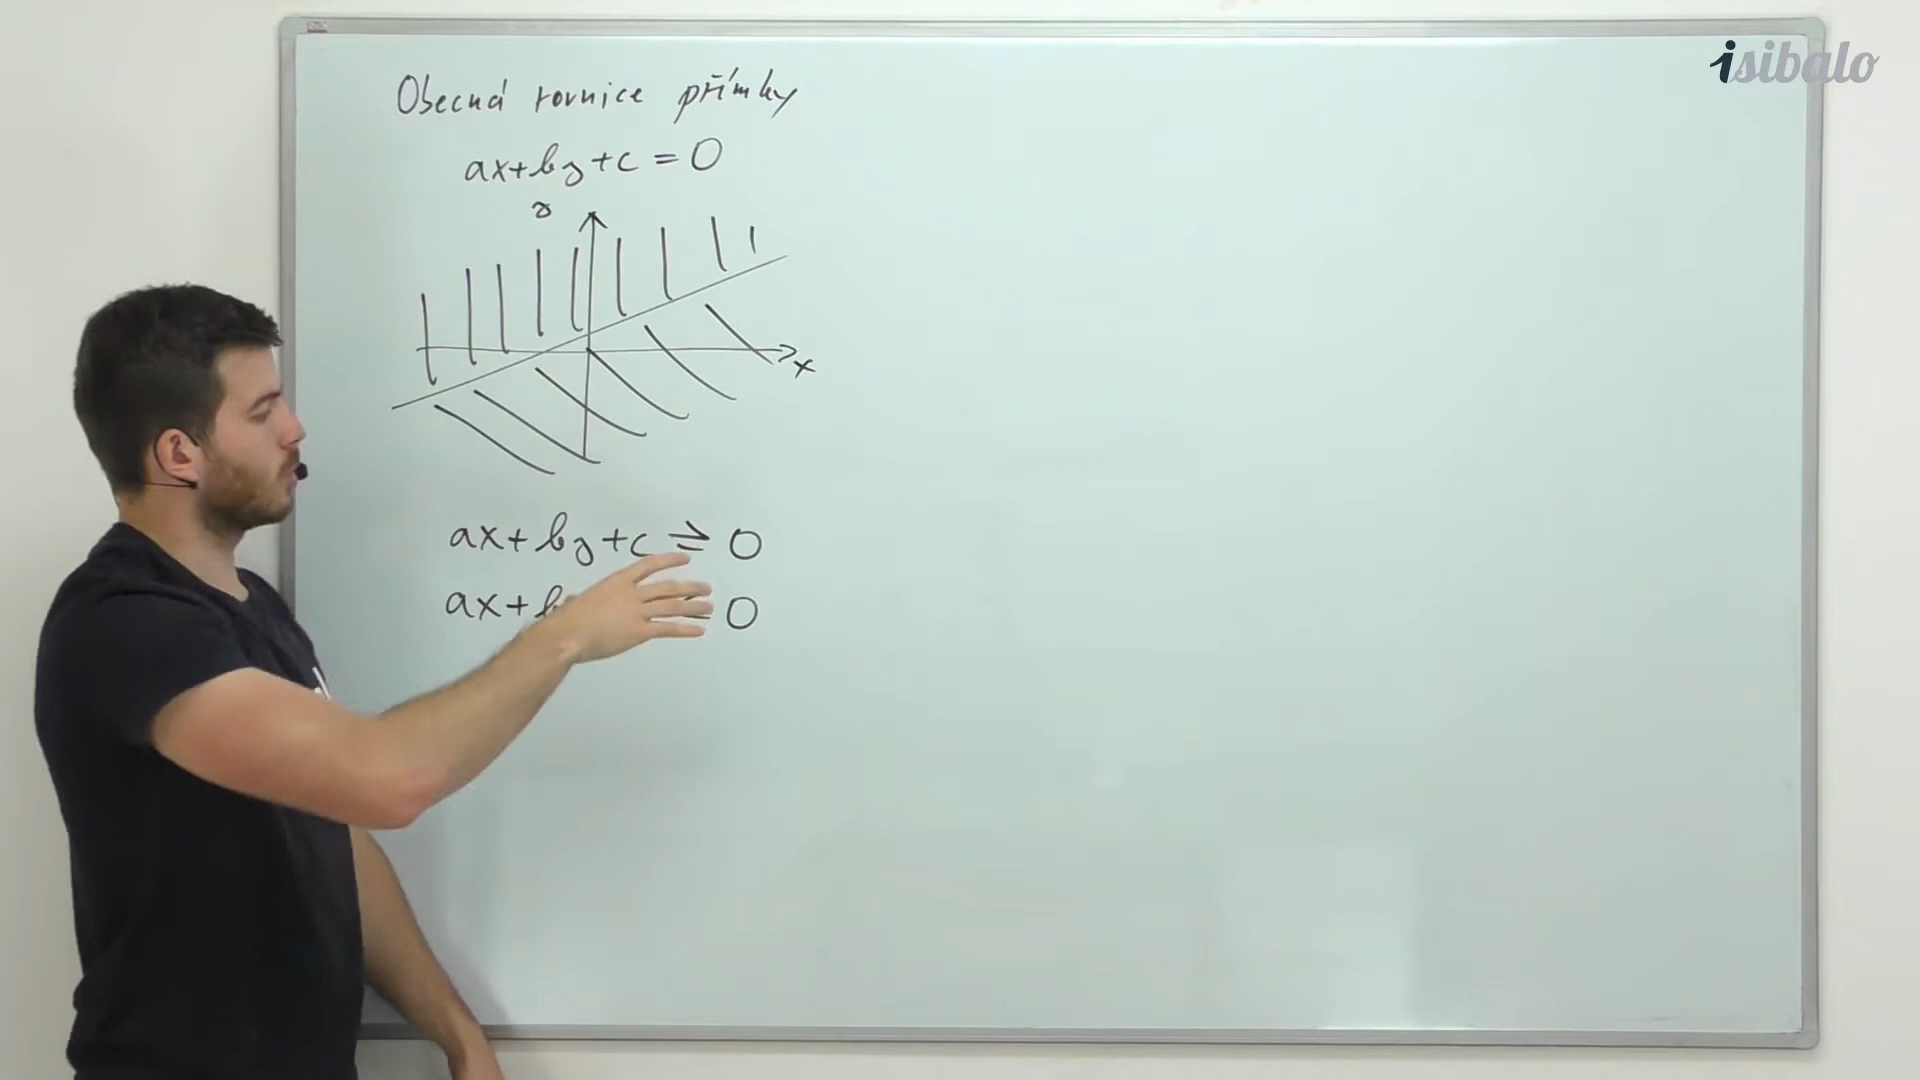 isibalo
Obecná rovnice přímky
ax+by+c = 0
y
x
ax+by+c ≥ 0
ax+b ≤ 0